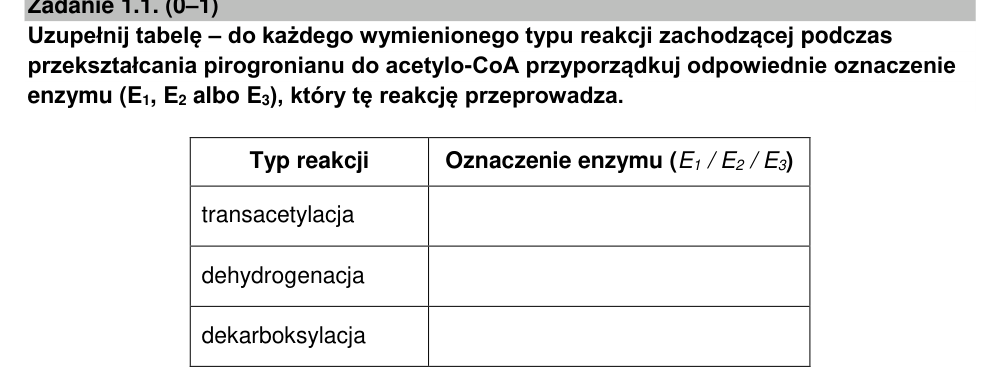 Zadanie 1.1. (0–1)
Uzupełnij tabelę – do każdego wymienionego typu reakcji zachodzącej podczas
przekształcania pirogronianu do acetylo-CoA przyporządkuj odpowiednie oznaczenie
enzymu (E₁, E₂ albo E₃), który tę reakcję przeprowadza.
Typ reakcji Oznaczenie enzymu (E₁ / E₂ / E₃)
transacetylacja
dehydrogenacja
dekarboksylacja